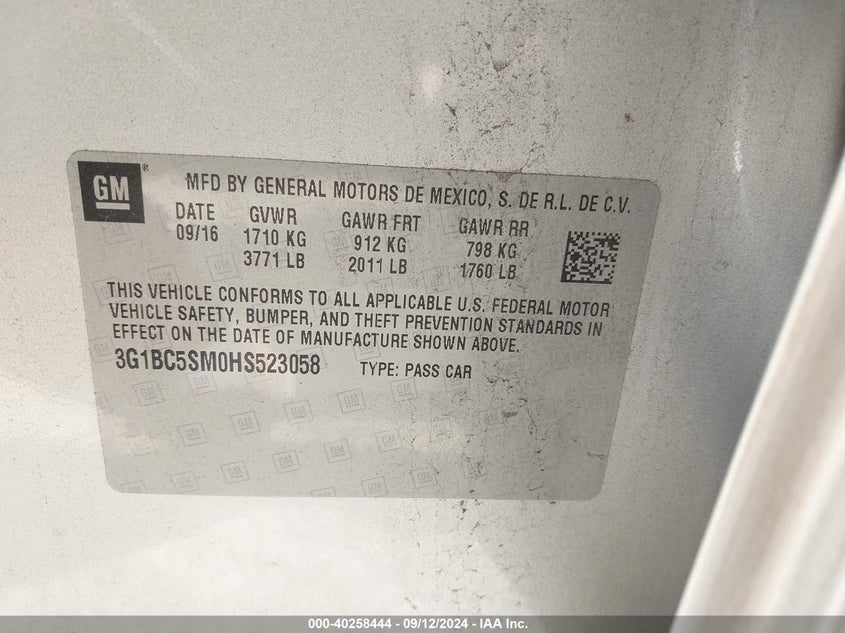 GM
®
MFD BY GENERAL MOTORS DE MEXICO, S. DE R.L. DE C.V.
DATE GVWR GAWR FRT GAWR RR
09/16 1710 KG 912 KG 798 KG
3771 LB 2011 LB 1760 LB
THIS VEHICLE CONFORMS TO ALL APPLICABLE U.S. FEDERAL MOTOR
VEHICLE SAFETY, BUMPER, AND THEFT PREVENTION STANDARDS IN
EFFECT ON THE DATE OF MANUFACTURE SHOWN ABOVE.
3G1BC5SM0HS523058 TYPE: PASS CAR
000-40258444 - 09/12/2024 - IAA Inc.